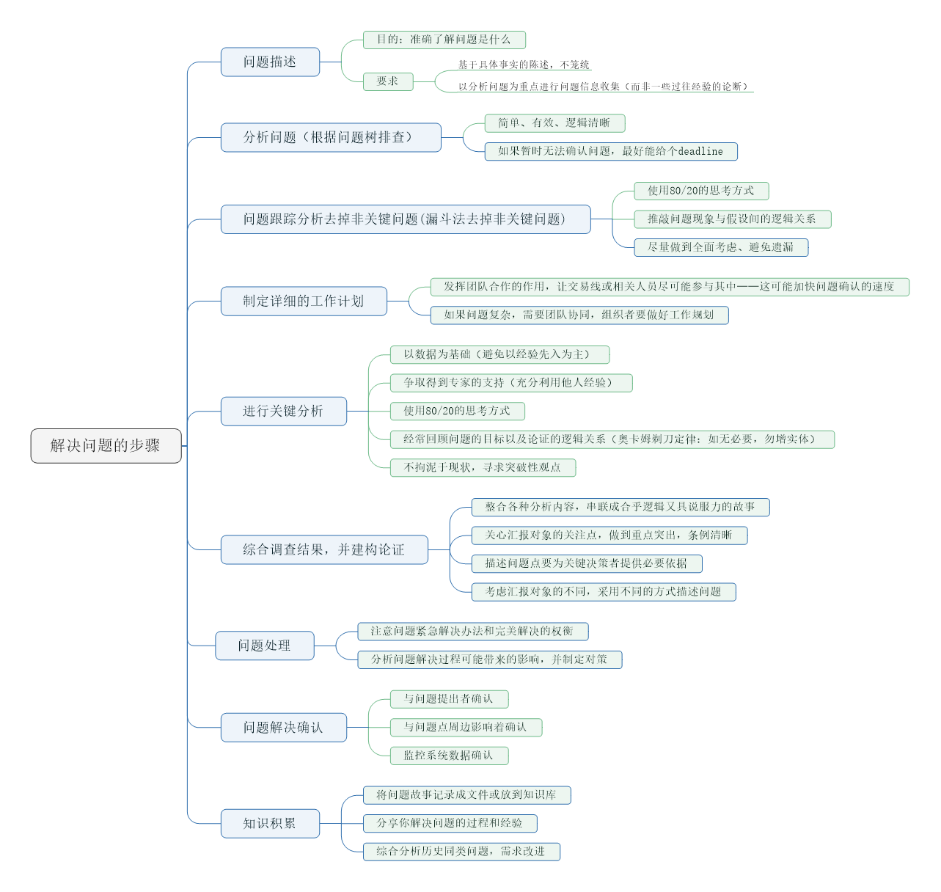 解决问题的步骤
问题描述
目的：准确了解问题是什么
要求
基于具体事实的陈述，不笼统
以分析问题为重点进行问题信息收集（而非一些过往经验的论断）
分析问题（根据问题树排查）
简单、有效、逻辑清晰
如果暂时无法确认问题，最好能给个deadline
问题跟踪分析去掉非关键问题(漏斗法去掉非关键问题)
使用80/20的思考方式
推敲问题现象与假设间的逻辑关系
尽量做到全面考虑、避免遗漏
制定详细的工作计划
发挥团队合作的作用，让交易线或相关人员尽可能参与其中——这可能加快问题确认的速度
如果问题复杂，需要团队协同，组织者要做好工作规划
进行关键分析
以数据为基础（避免以经验先入为主）
争取得到专家的支持（充分利用他人经验）
使用80/20的思考方式
经常回顾问题的目标以及论证的逻辑关系（奥卡姆剃刀定律：如无必要，勿增实体）
不拘泥于现状，寻求突破性观点
综合调查结果，并建构论证
整合各种分析内容，串联成合乎逻辑又具说服力的故事
关心汇报对象的关注点，做到重点突出，条例清晰
描述问题点要为关键决策者提供必要依据
考虑汇报对象的不同，采用不同的方式描述问题
问题处理
注意问题紧急解决办法和完美解决的权衡
分析问题解决过程可能带来的影响，并制定对策
问题解决确认
与问题提出者确认
与问题点周边影响着确认
监控系统数据确认
知识积累
将问题故事记录成文件或放到知识库
分享你解决问题的过程和经验
综合分析历史同类问题，需求改进